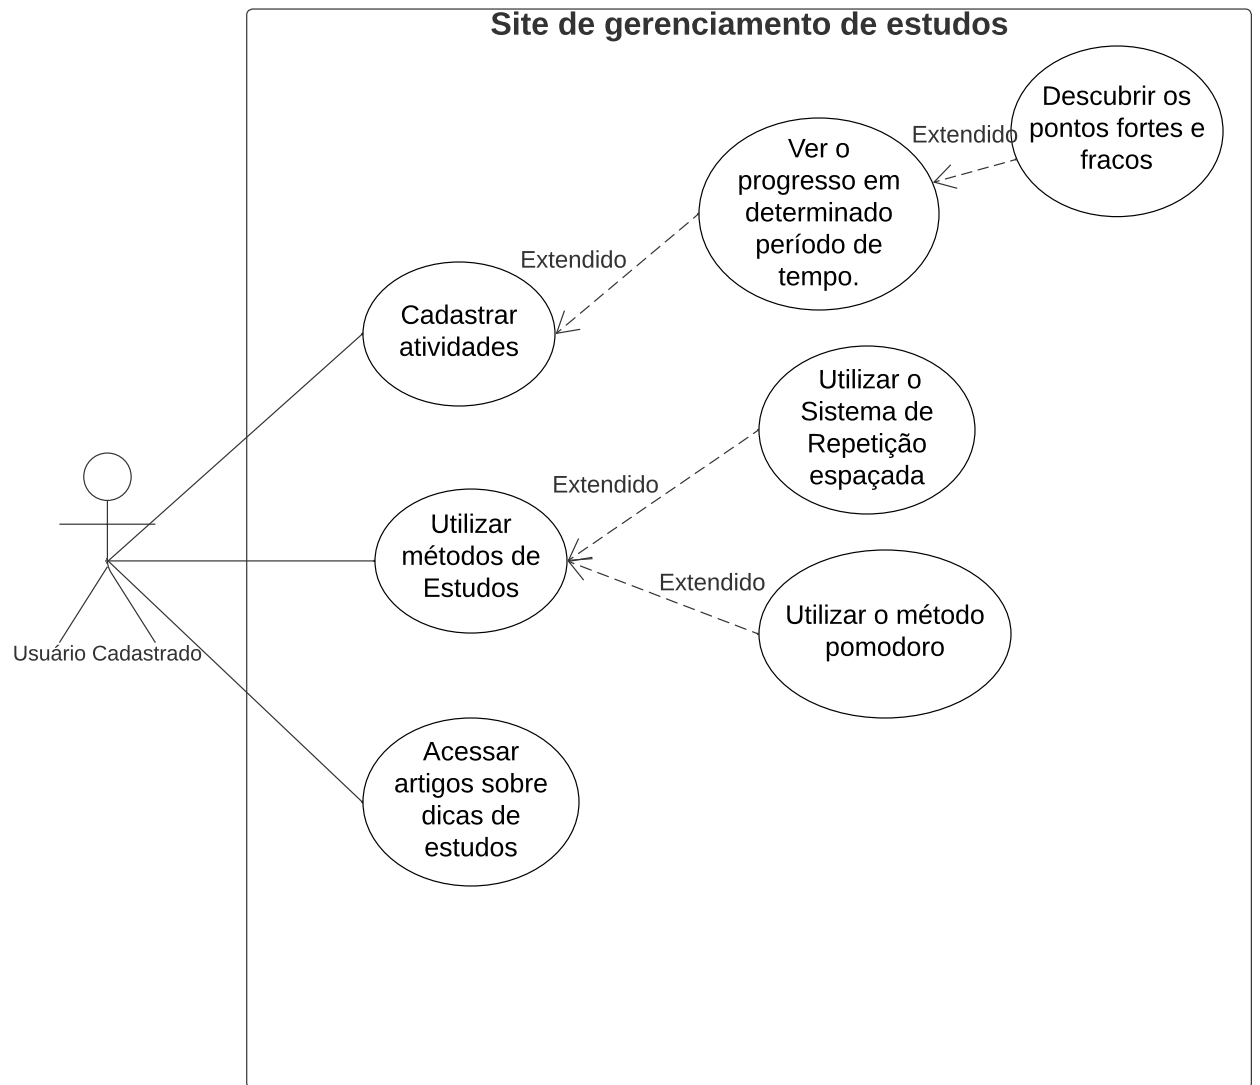 Site de gerenciamento de estudos
Descubrir os
pontos fortes e
fracos
Extendido
Ver o
progresso em
determinado
período de
tempo.
Extendido
Cadastrar
atividades
Utilizar o
Sistema de
Repetição
espaçada
Extendido
Utilizar
métodos de
Estudos
Extendido
Utilizar o método
pomodoro
Usuário Cadastrado
Acessar
artigos sobre
dicas de
estudos